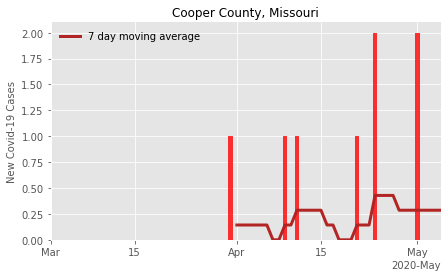 Cooper County, Missouri
7 day moving average
New Covid-19 Cases
2.00
1.75
1.50
1.25
1.00
0.75
0.50
0.25
0.00
Mar
15
Apr
15
May
2020-May